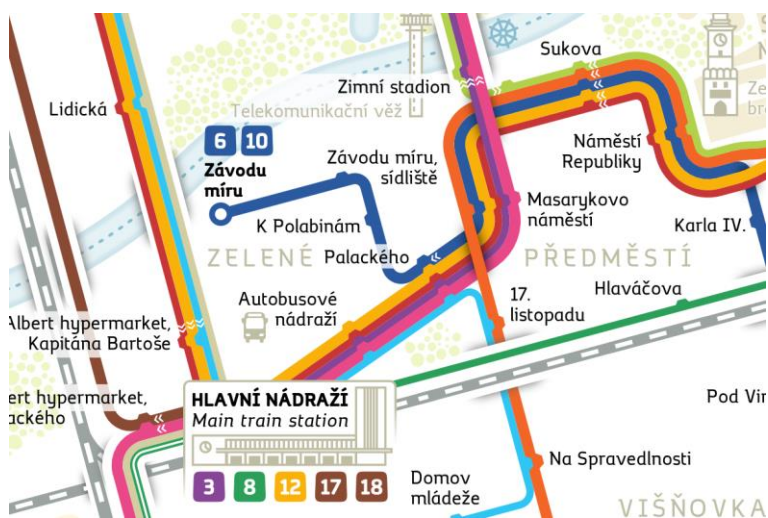 Sukova
Zimní stadion
Lidická
Telekomunikační věž
6 10
Závodu
míru
Závodu míru,
sídliště
Náměstí
Republiky
Masarykovo
náměstí
K Polabinám
Karla IV.
ZELENÉ PŘEDMĚSTÍ
Palackého
Hlaváčova
Autobusové
nádraží
17.
listopadu
Albert hypermarket,
Kapitána Bartoše
ert hypermarket,
ackého
HLAVNÍ NÁDRAŽÍ
Main train station
3 8 12 17 18
Pod Vin
Na Spravedlnosti
Domov
mládeže
VIŠŇOVKA